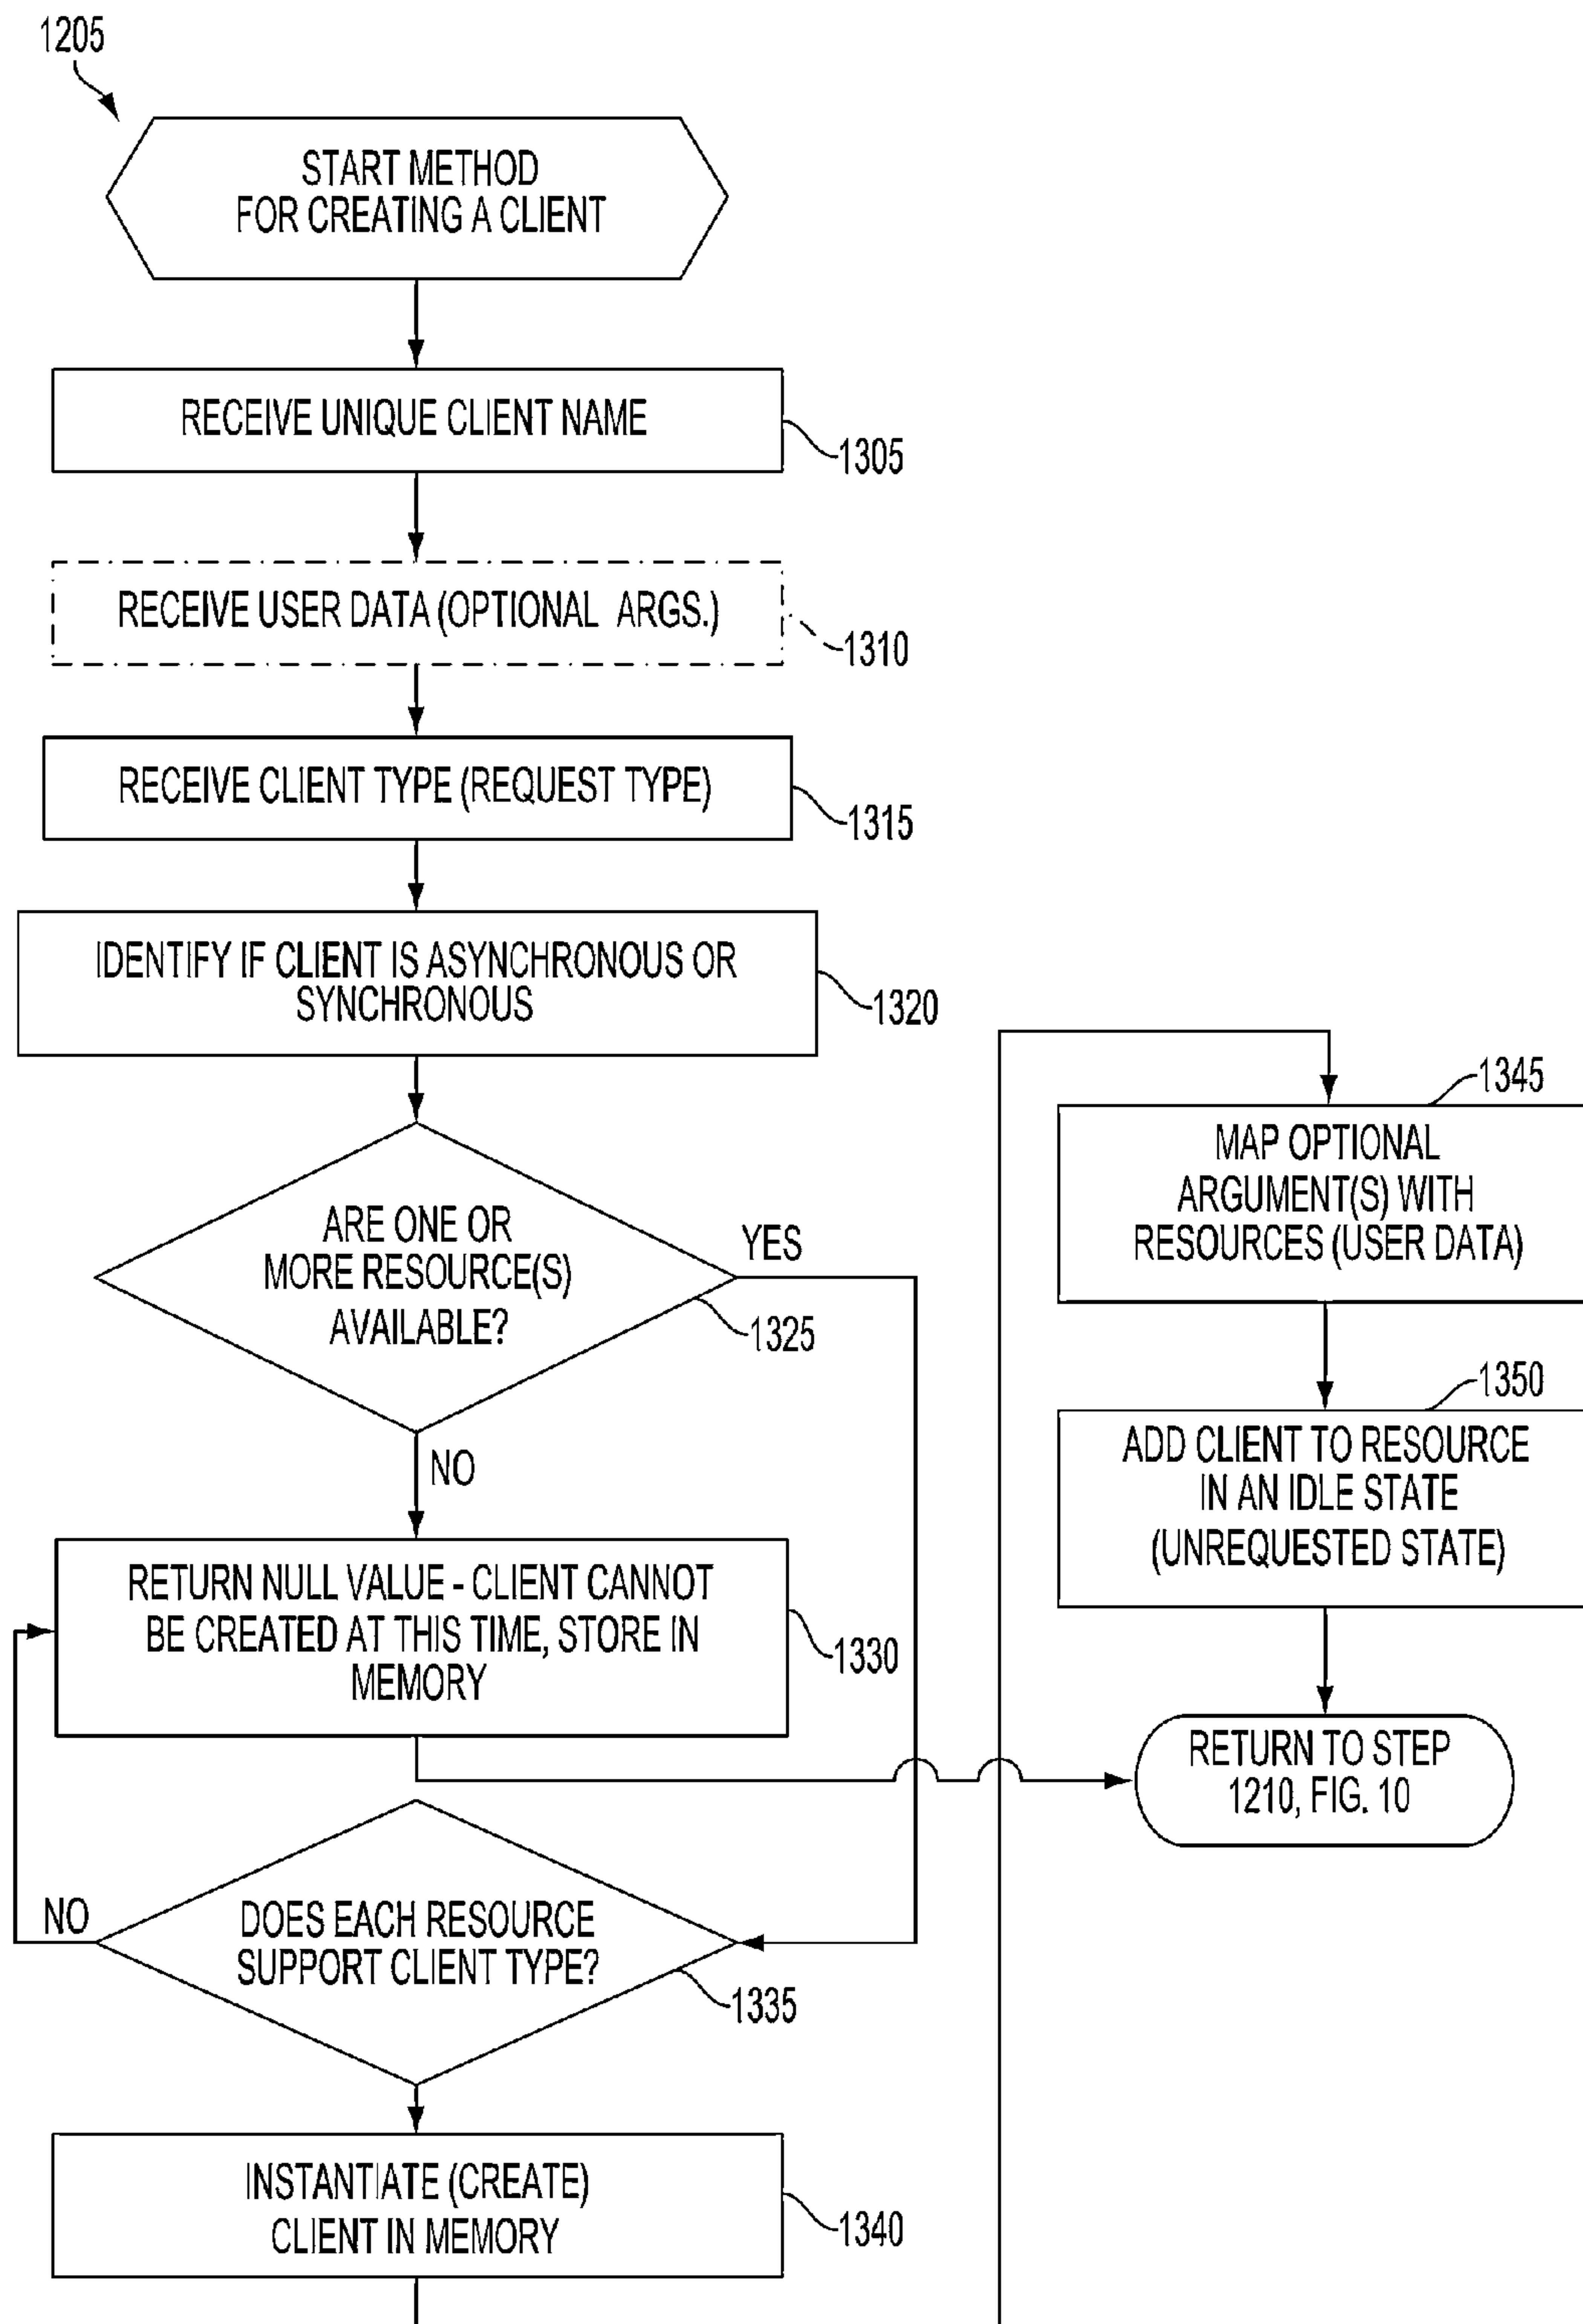 1205
START METHOD
FOR CREATING A CLIENT
RECEIVE UNIQUE CLIENT NAME
1305
RECEIVE USER DATA (OPTIONAL ARGS.)
1310
RECEIVE CLIENT TYPE (REQUEST TYPE)
1315
IDENTIFY IF CLIENT IS ASYNCHRONOUS OR
SYNCHRONOUS
1320
ARE ONE OR
MORE RESOURCE(S)
AVAILABLE?
YES
1325
NO
RETURN NULL VALUE - CLIENT CANNOT
BE CREATED AT THIS TIME, STORE IN
MEMORY
1330
NO
DOES EACH RESOURCE
SUPPORT CLIENT TYPE?
1335
INSTANTIATE (CREATE)
CLIENT IN MEMORY
1340
1345
MAP OPTIONAL
ARGUMENT(S) WITH
RESOURCES (USER DATA)
1350
ADD CLIENT TO RESOURCE
IN AN IDLE STATE
(UNREQUESTED STATE)
RETURN TO STEP
1210, FIG. 10